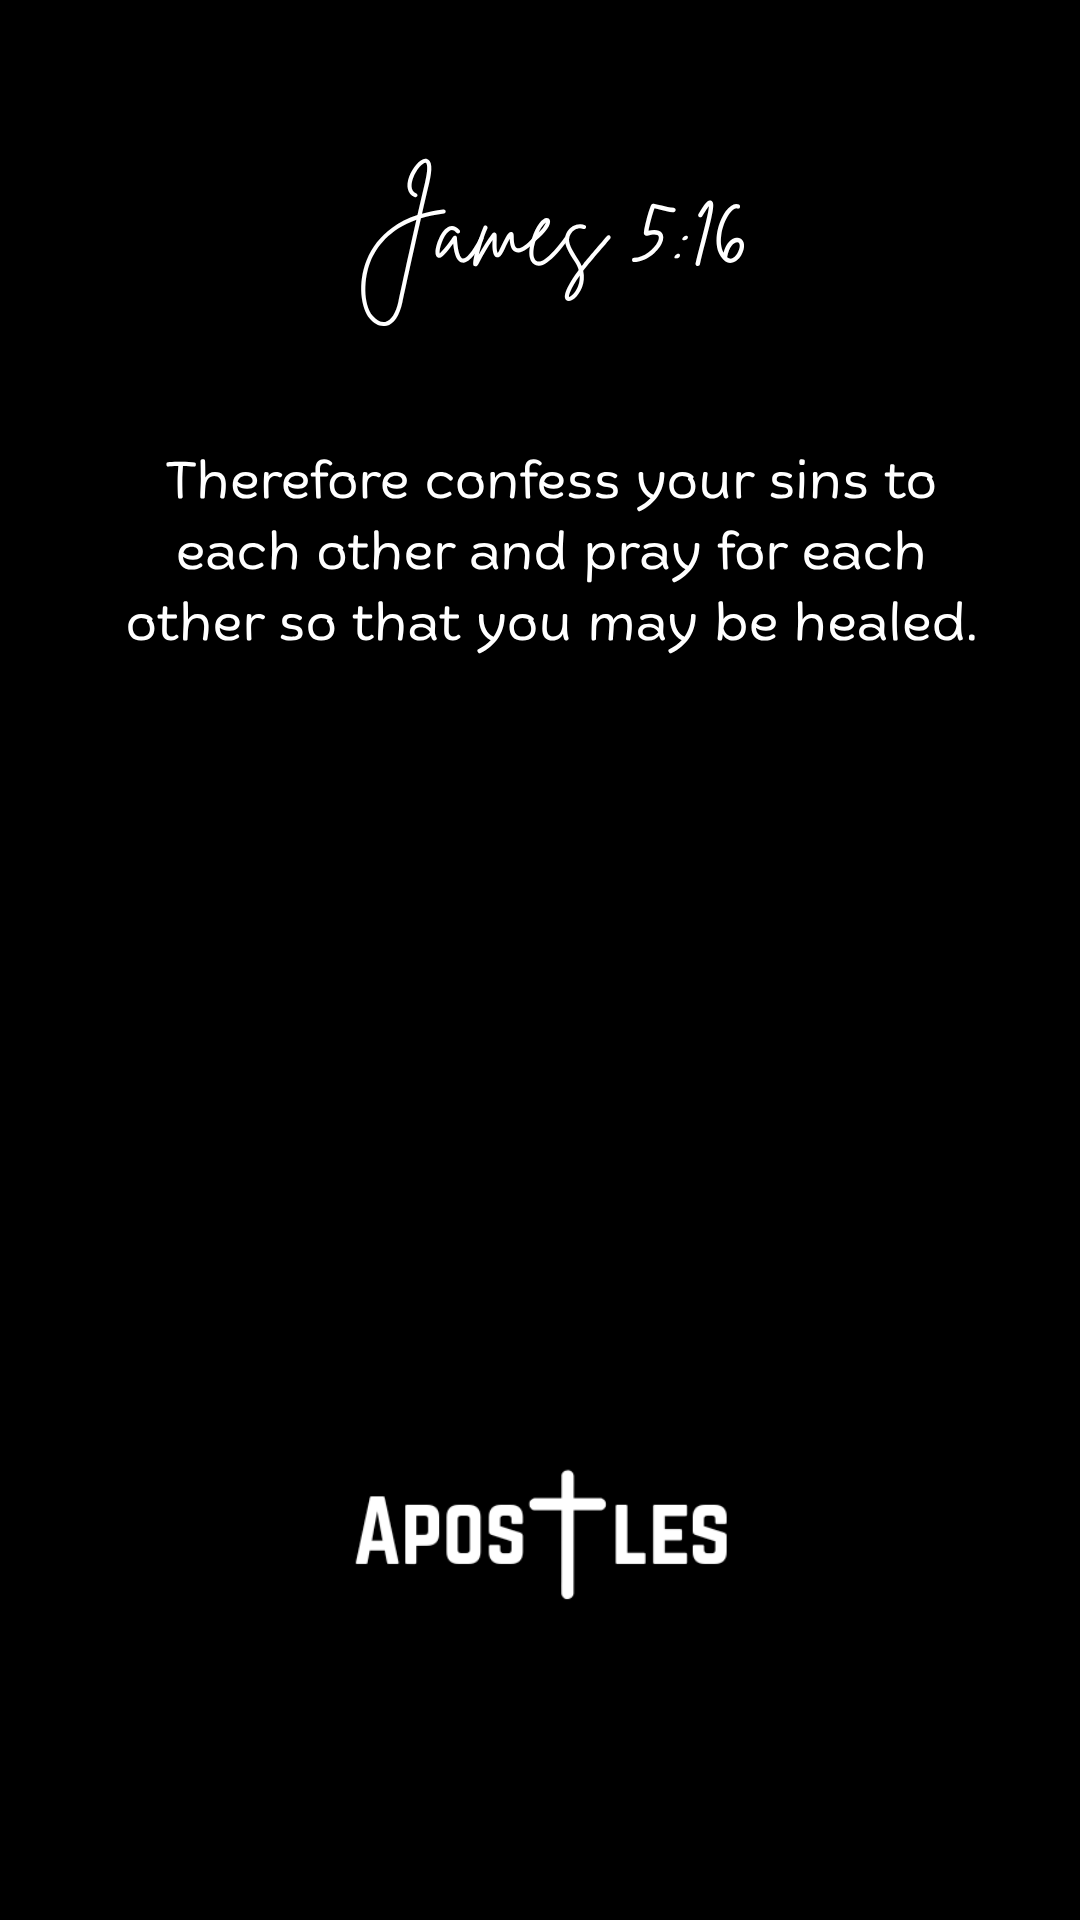 James 5:16
Therefore confess your sins to
each other and pray for each
other so that you may be healed.
Apostles